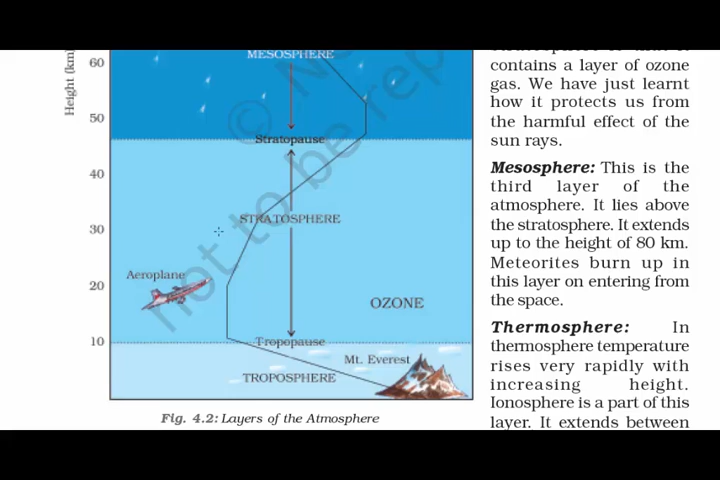 MESOSPHERE
60
Height (km)
50
Stratopause
40
STRATOSPHERE
30
Aeroplane
20
OZONE
10
Tropopause
Mt. Everest
TROPOSPHERE
Fig. 4.2: Layers of the Atmosphere
contains a layer of ozone
gas. We have just learnt
how it protects us from
the harmful effect of the
sun rays.
Mesosphere: This is the
third layer of the
atmosphere. It lies above
the stratosphere. It extends
up to the height of 80 km.
Meteorites burn up in
this layer on entering from
the space.
Thermosphere: In
thermosphere temperature
rises very rapidly with
increasing height.
Ionosphere is a part of this
layer. It extends between
not to be rep